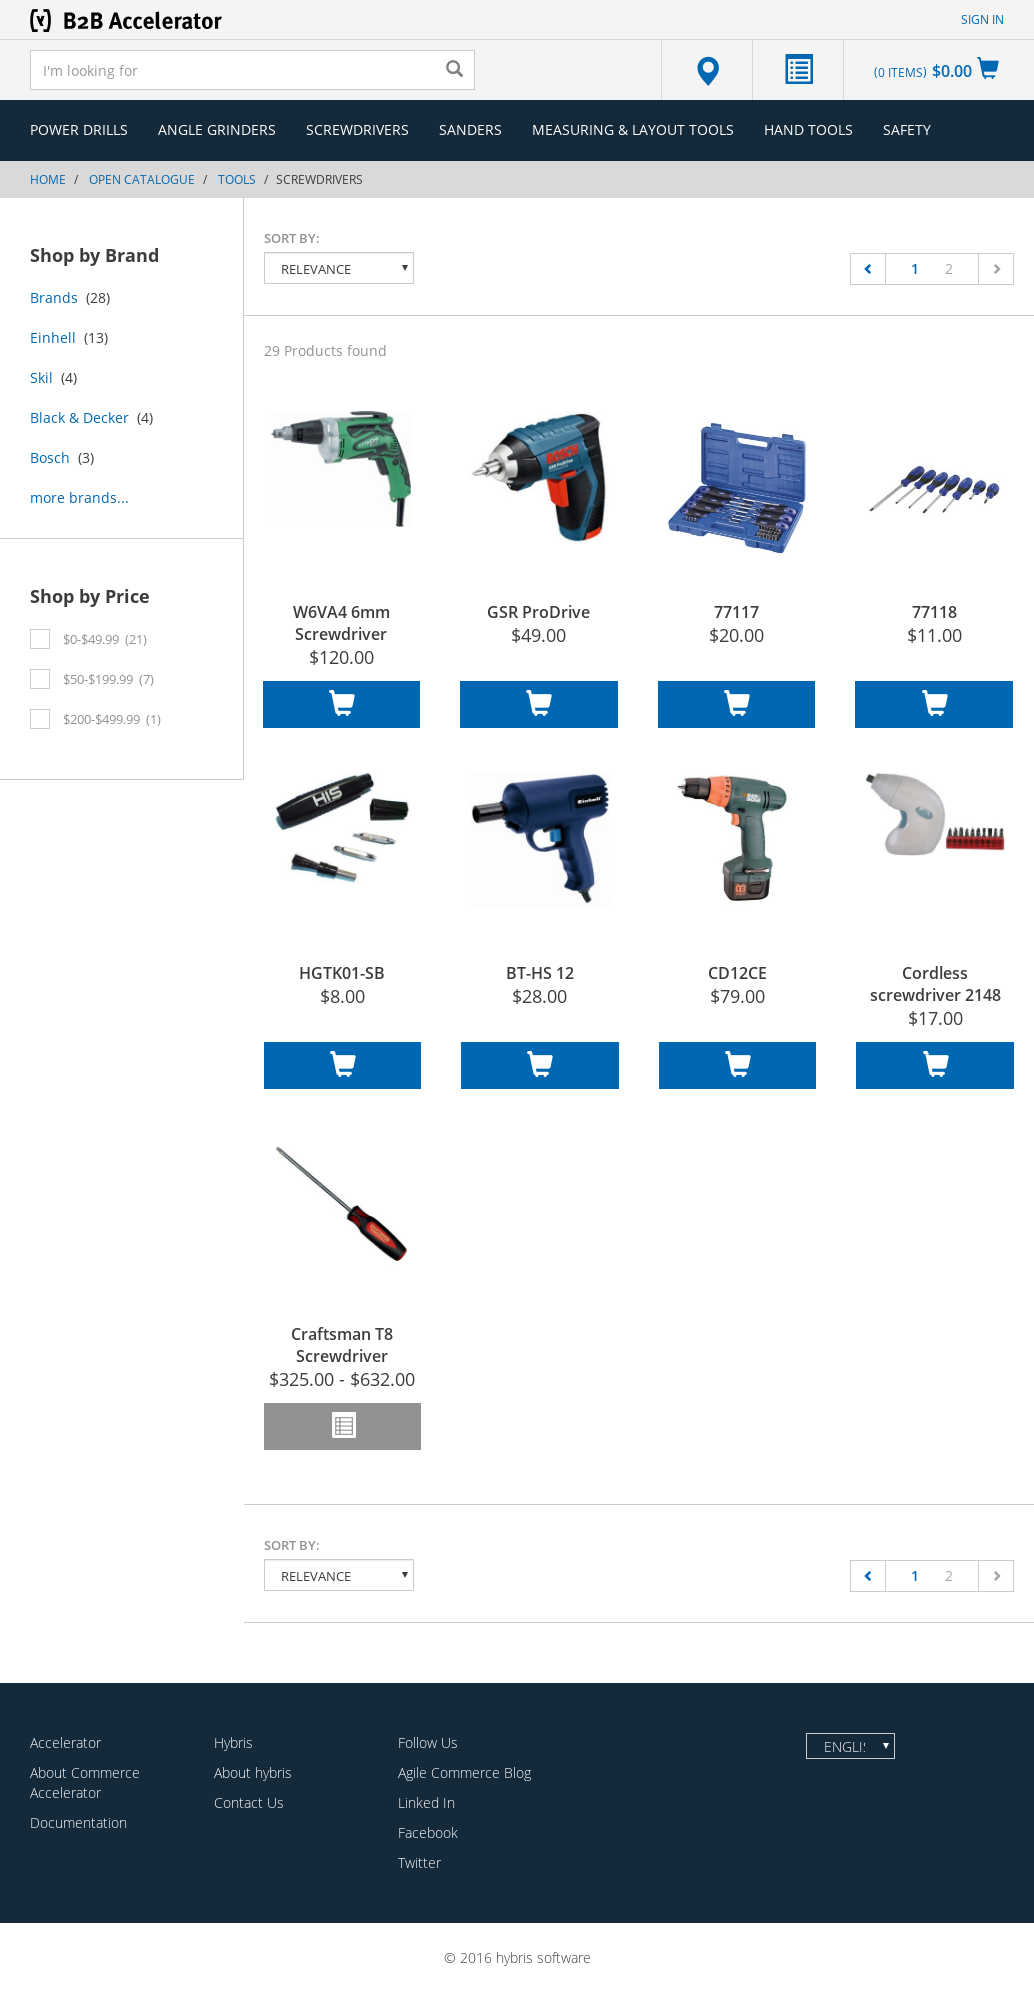 B2B Accelerator
SIGN IN
I'm looking for
(0 ITEMS) $0.00
POWER DRILLS ANGLE GRINDERS SCREWDRIVERS SANDERS MEASURING & LAYOUT TOOLS HAND TOOLS SAFETY
HOME / OPEN CATALOGUE / TOOLS / SCREWDRIVERS
Shop by Brand
Brands (28)
Einhell (13)
Skil (4)
Black & Decker (4)
Bosch (3)
more brands...
Shop by Price
$0-$49.99 (21)
$50-$199.99 (7)
$200-$499.99 (1)
SORT BY:
RELEVANCE
1 2
29 Products found
HITACHI
BOSCH
W6VA4 6mm
Screwdriver
$120.00
GSR ProDrive
$49.00
77117
$20.00
77118
$11.00
HIS
Einhell
HGTK01-SB
$8.00
BT-HS 12
$28.00
CD12CE
$79.00
Cordless
screwdriver 2148
$17.00
Craftsman T8
Screwdriver
$325.00 - $632.00
SORT BY:
RELEVANCE
1 2
Accelerator
About Commerce
Accelerator
Documentation
Hybris
About hybris
Contact Us
Follow Us
Agile Commerce Blog
Linked In
Facebook
Twitter
ENGLIS
© 2016 hybris software